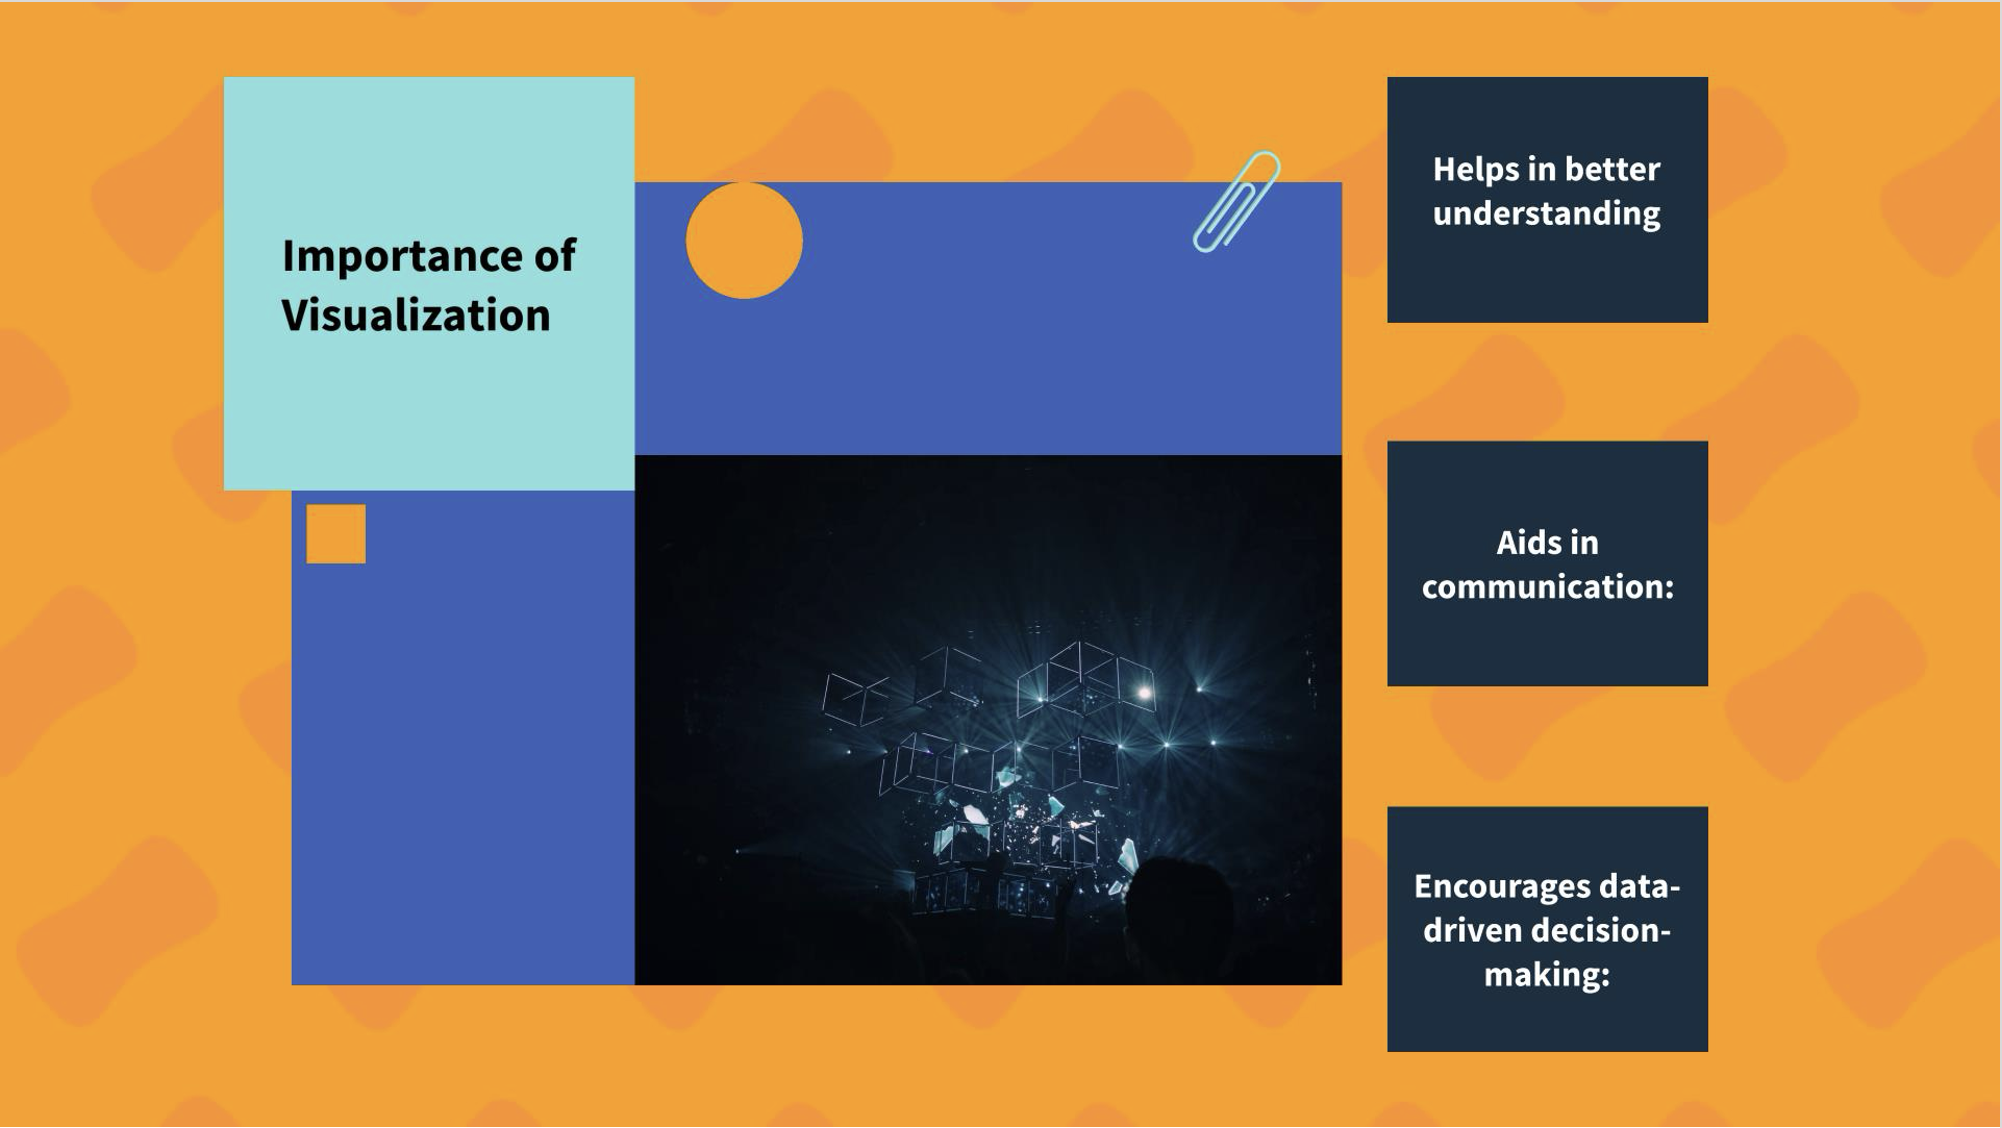 Importance of
Visualization
Helps in better
understanding
Aids in
communication:
Encourages data-
driven decision-
making: